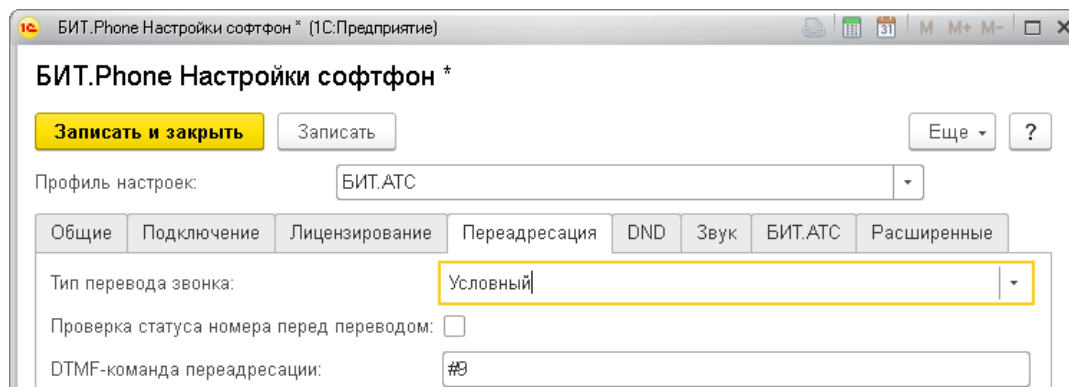 1С БИТ.Phone Настройки софтфон * (1С:Предприятие) 31 M M+ M-
БИТ.Phone Настройки софтфон *
Записать и закрыть Записать Еще ?
Профиль настроек: БИТ.АТС
Общие Подключение Лицензирование Переадресация DND Звук БИТ.АТС Расширенные
Тип перевода звонка: Условный
Проверка статуса номера перед переводом:
DTMF-команда переадресации: #9